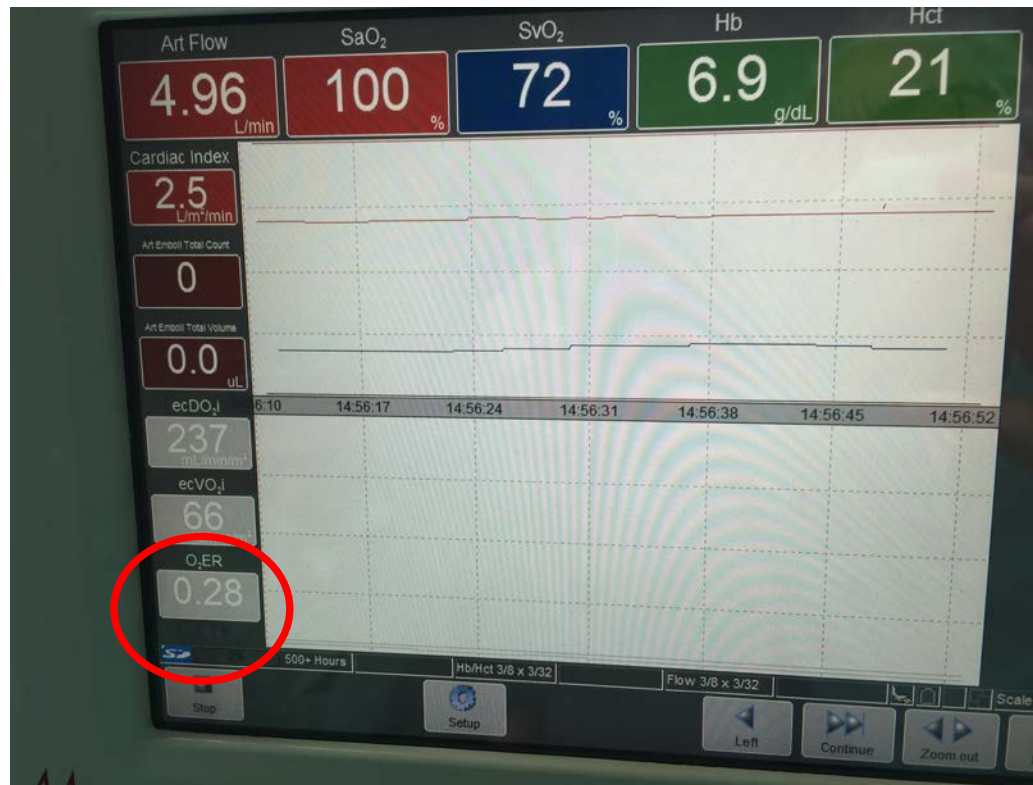 Art Flow
SaO₂
SvO₂
Hb
Hct
4.96
L/min
100
%
72
%
6.9
g/dL
21
%
Cardiac Index
2.5
L/m²/min
Art Emboli Total Count
0
Art Emboli Total Volume
0.0
uL
ecDO₂i
6:10
14:56:17
14:56:24
14:56:31
14:56:38
14:56:45
14:56:52
237
mL/min/m²
ecVO₂i
66
O₂ER
0.28
500+ Hours
Hb/Hct 3/8 x 3/32
Flow 3/8 x 3/32
Scale
Stop
Setup
Left
Continue
Zoom out